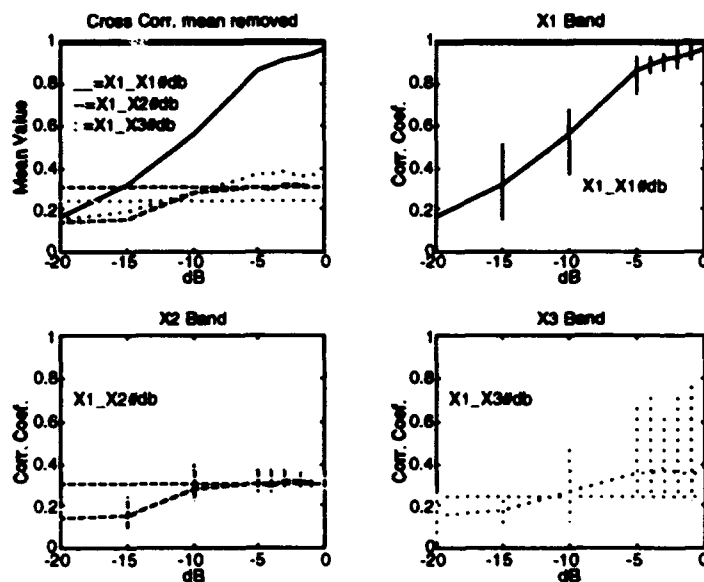 Cross Corr. mean removed
Mean Value
1
0.8
0.6
0.4
0.2
0
__=X1_X1#db
--=X1_X2#db
: =X1_X3#db
-20 -15 -10 -5 0
dB
X1 Band
Corr. Coef.
1
0.8
0.6
0.4
0.2
0
X1_X1#db
-20 -15 -10 -5 0
dB
X2 Band
Corr. Coef.
1
0.8
0.6
0.4
0.2
0
X1_X2#db
-20 -15 -10 -5 0
dB
X3 Band
Corr. Coef.
1
0.8
0.6
0.4
0.2
0
X1_X3#db
-20 -15 -10 -5 0
dB